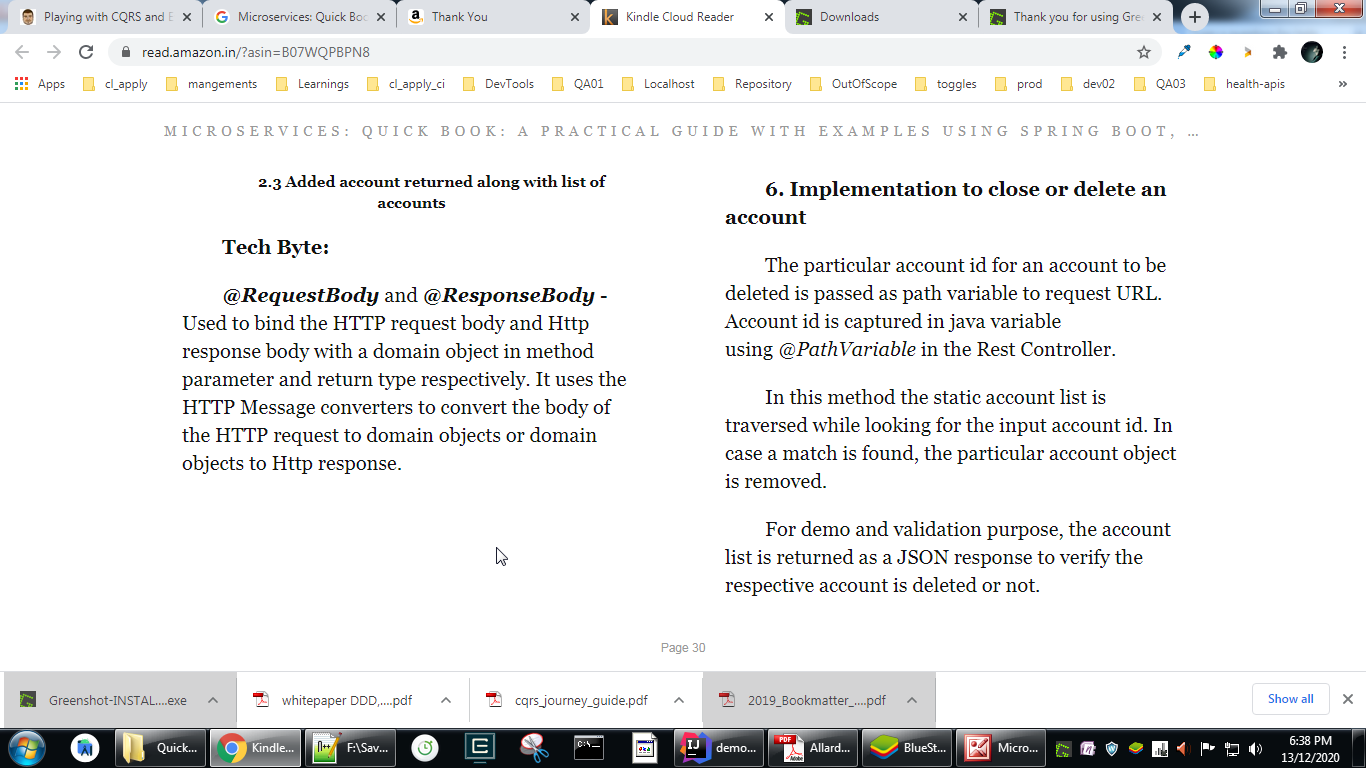 Playing with CQRS and E
Microservices: Quick Boo
Thank You
Kindle Cloud Reader
Downloads
Thank you for using Gree
read.amazon.in/?asin=B07WQPBPN8
Apps
cl_apply
mangements
Learnings
cl_apply_ci
DevTools
QA01
Localhost
Repository
OutOfScope
toggles
prod
dev02
QA03
health-apis
»
MICROSERVICES: QUICK BOOK: A PRACTICAL GUIDE WITH EXAMPLES USING SPRING BOOT, …
2.3 Added account returned along with list of
accounts
Tech Byte:
@RequestBody and @ResponseBody -
Used to bind the HTTP request body and Http
response body with a domain object in method
parameter and return type respectively. It uses the
HTTP Message converters to convert the body of
the HTTP request to domain objects or domain
objects to Http response.
6. Implementation to close or delete an
account
The particular account id for an account to be
deleted is passed as path variable to request URL.
Account id is captured in java variable
using @PathVariable in the Rest Controller.
In this method the static account list is
traversed while looking for the input account id. In
case a match is found, the particular account object
is removed.
For demo and validation purpose, the account
list is returned as a JSON response to verify the
respective account is deleted or not.
Page 30
Greenshot-INSTAL....exe
whitepaper DDD,....pdf
cqrs_journey_guide.pdf
2019_Bookmatter_....pdf
Show all
Quick...
Kindle...
F:\Sav...
demo...
Allard...
BlueSt...
Micro...
6:38 PM
13/12/2020